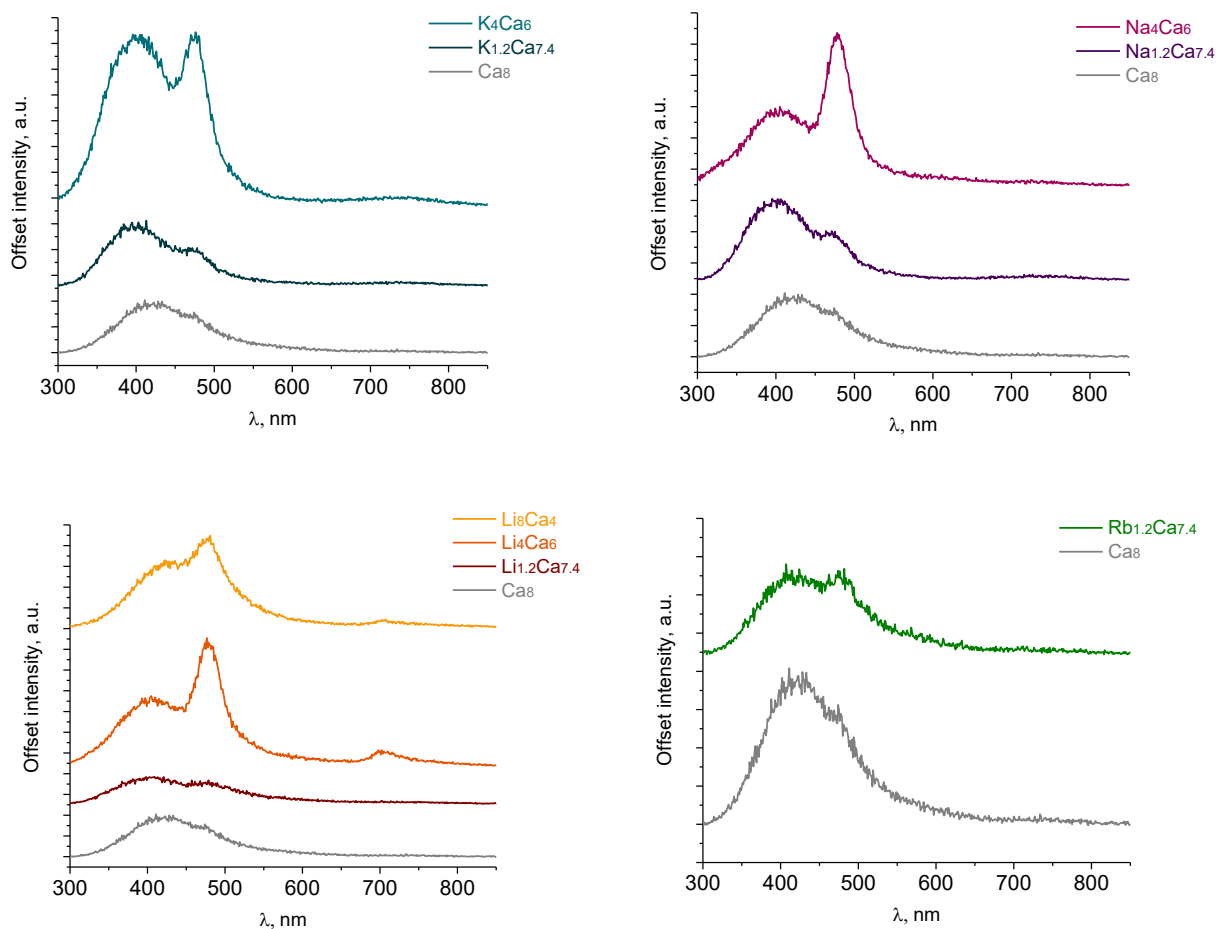 K4Ca6
K1.2Ca7.4
Ca8
Offset intensity, a.u.
300 400 500 600 700 800
λ, nm
Na4Ca6
Na1.2Ca7.4
Ca8
Offset intensity, a.u.
300 400 500 600 700 800
λ, nm
Li8Ca4
Li4Ca6
Li1.2Ca7.4
Ca8
Offset intensity, a.u.
300 400 500 600 700 800
λ, nm
Rb1.2Ca7.4
Ca8
Offset intensity, a.u.
300 400 500 600 700 800
λ, nm